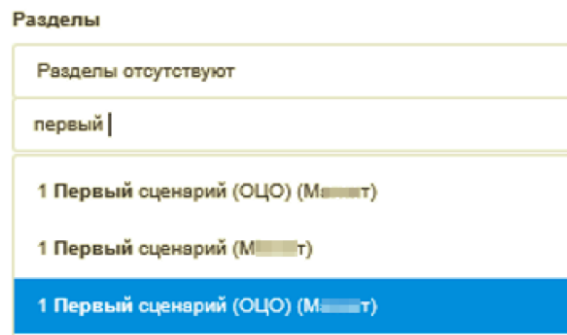 Разделы
Разделы отсутствуют
первый
1 Первый сценарий (ОЦО)
1 Первый сценарий
1 Первый сценарий (ОЦО)